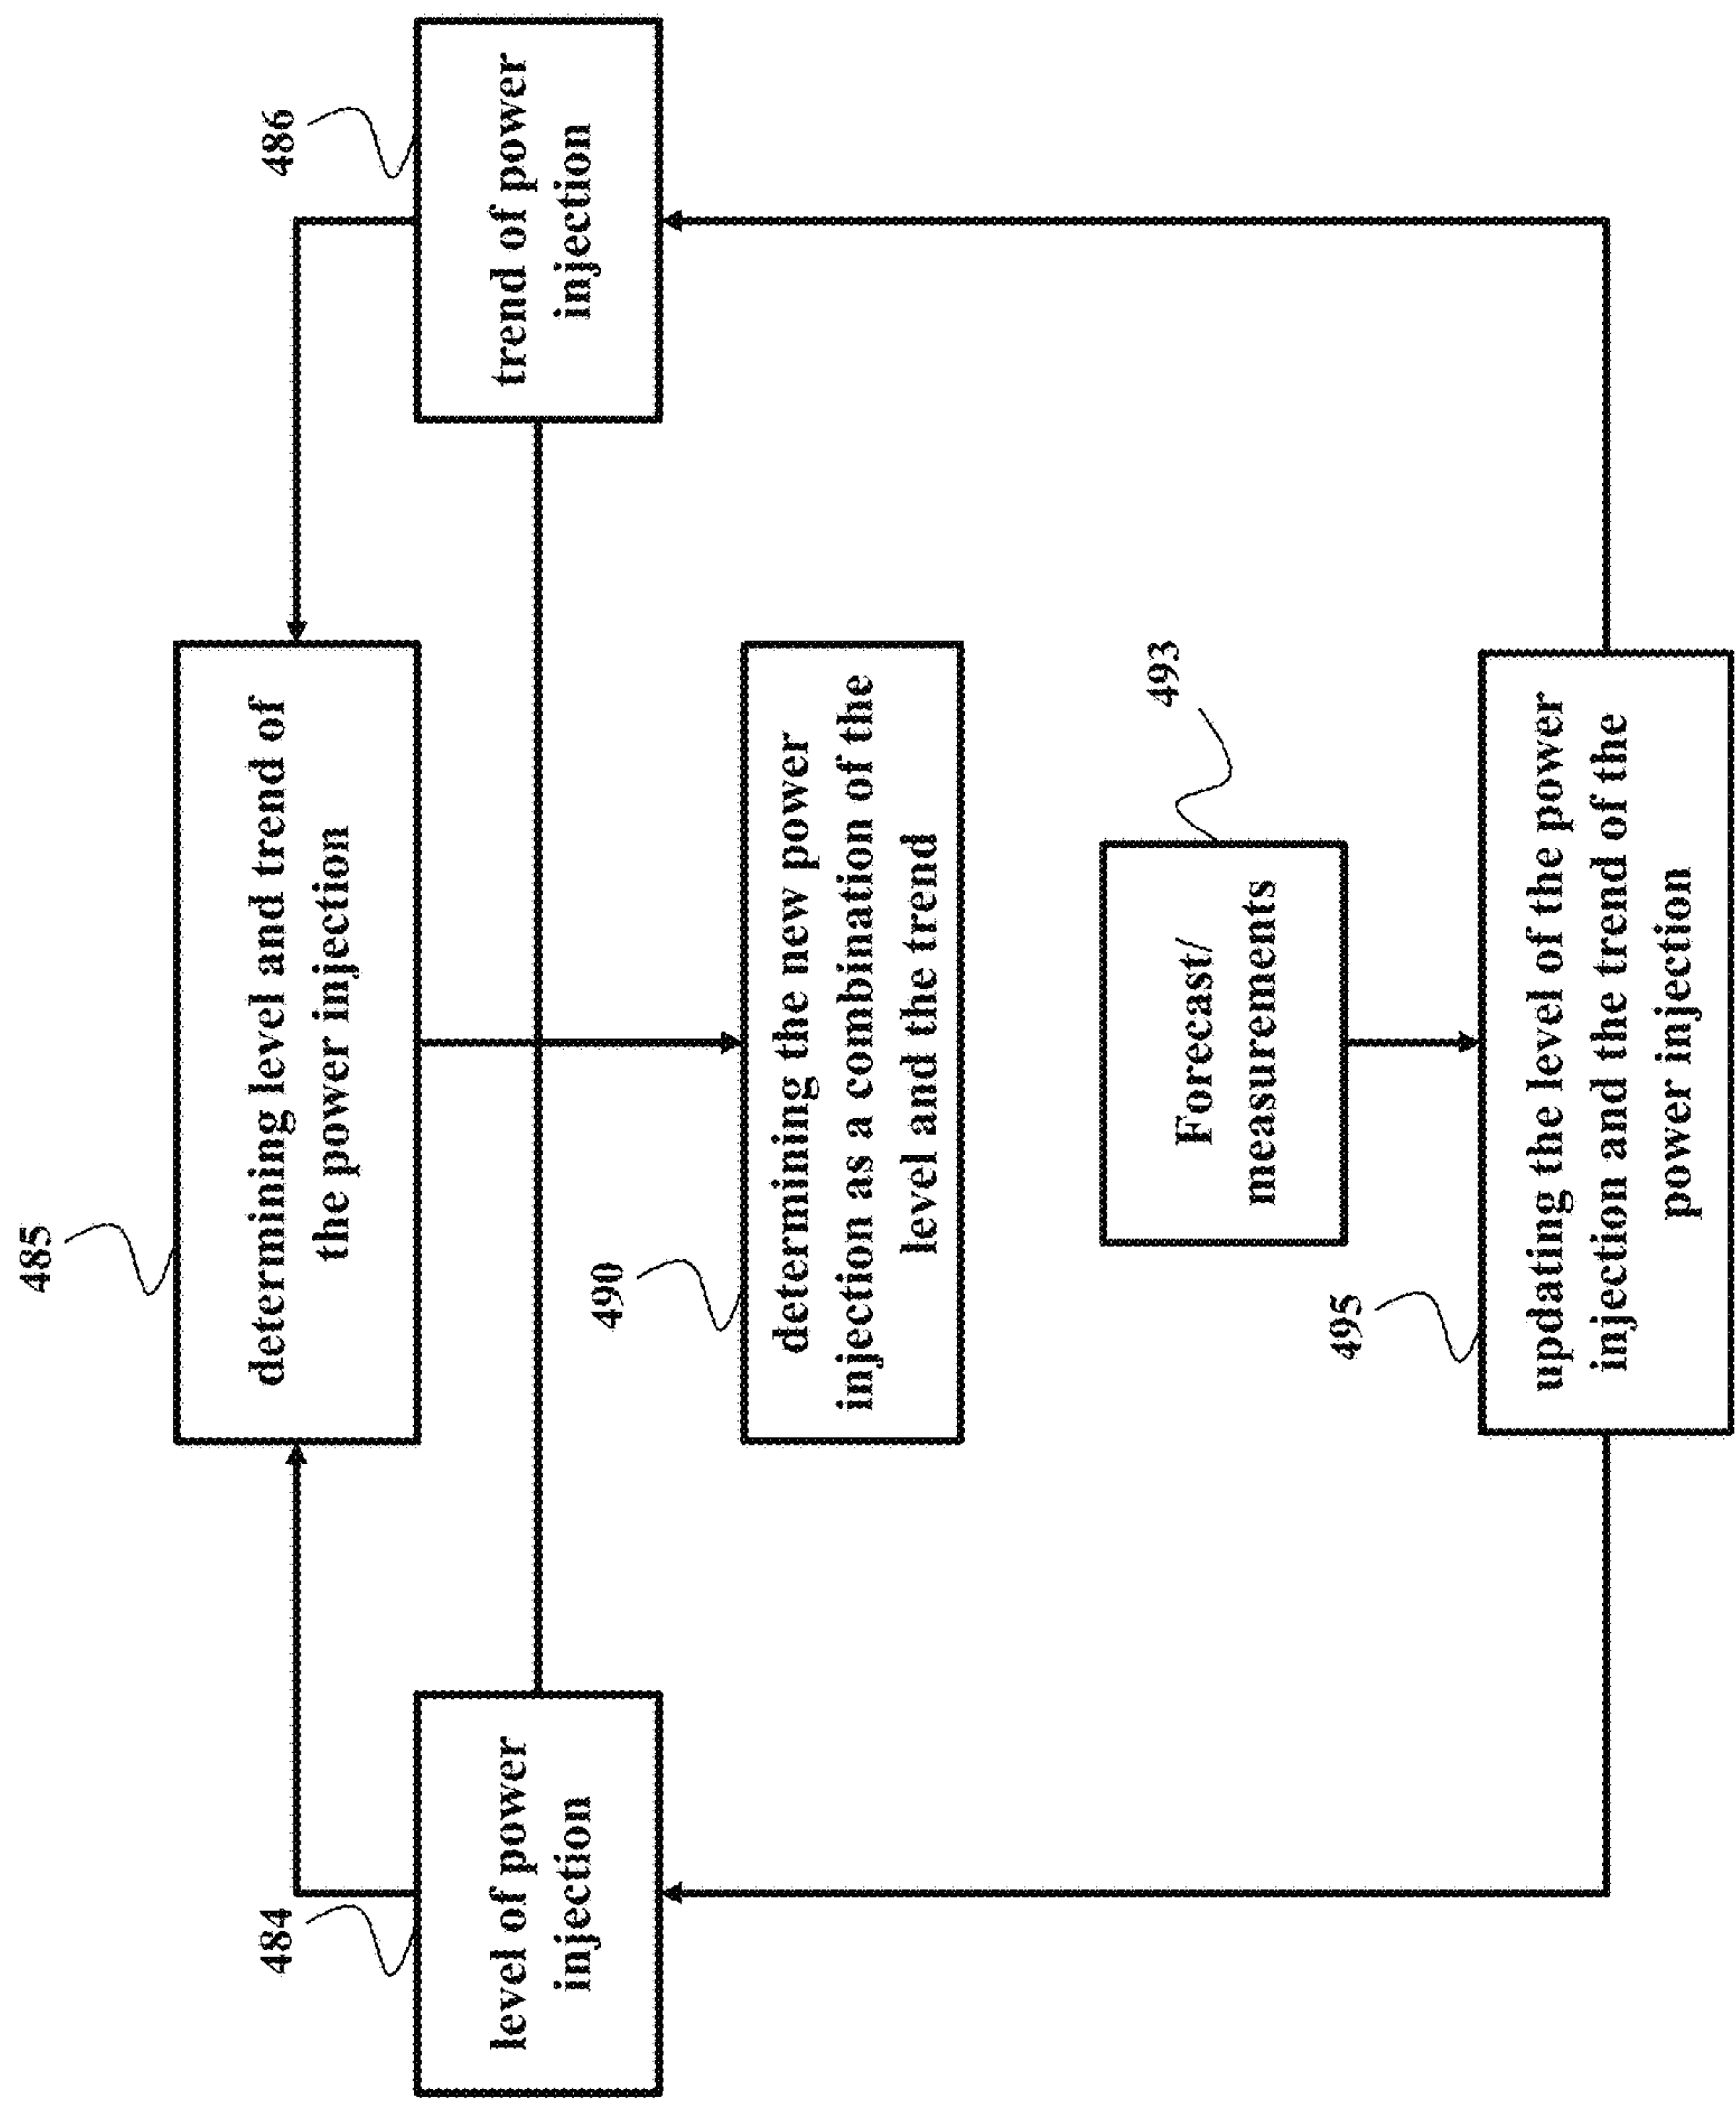 485
determining level and trend of
the power injection
484
level of power
injection
486
trend of power
injection
490
determining the new power
injection as a combination of the
level and the trend
493
Forecast/
measurements
495
updating the level of the power
injection and the trend of the
power injection